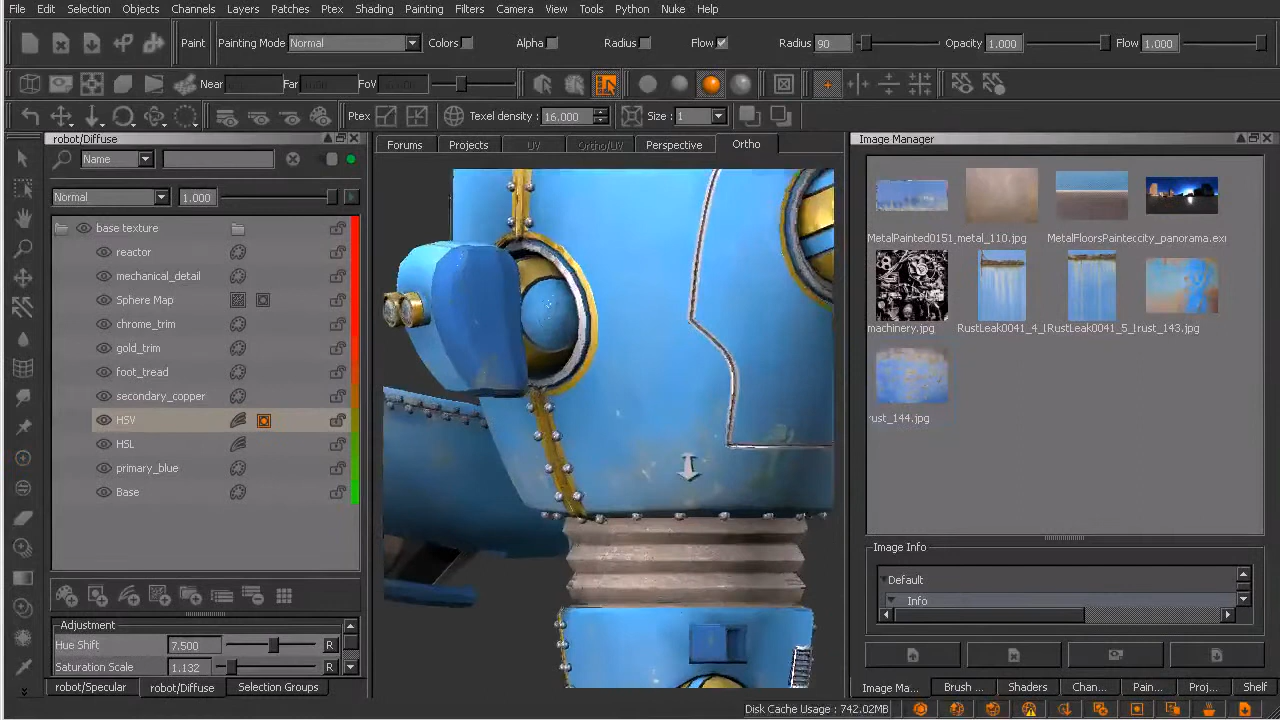 File Edit Selection Objects Channels Layers Patches Ptex Shading Painting Filters Camera View Tools Python Nuke Help
Paint Painting Mode Normal Colors Alpha Radius Flow Radius 90 Opacity 1.000 Flow 1.000
Near Far FoV
Ptex Texel density: 16.000 Size : 1
robot/Diffuse
Name
Normal 1.000
base texture
reactor
mechanical_detail
Sphere Map
chrome_trim
gold_trim
foot_tread
secondary_copper
HSV
HSL
primary_blue
Base
Adjustment
Hue Shift 7.500 R
Saturation Scale 1.132 R
robot/Specular robot/Diffuse Selection Groups
Forums Projects UV Ortho/UV Perspective Ortho
Image Manager
MetalPainted0151_metal_110.jpg MetalFloorsPaintec city_panorama.exr
machinery.jpg RustLeak0041_4_l RustLeak0041_5_l rust_143.jpg
rust_144.jpg
Image Info
Default
Info
Image Ma... Brush ... Shaders Chan... Pain... Proj... Shelf
Disk Cache Usage : 742.02MB